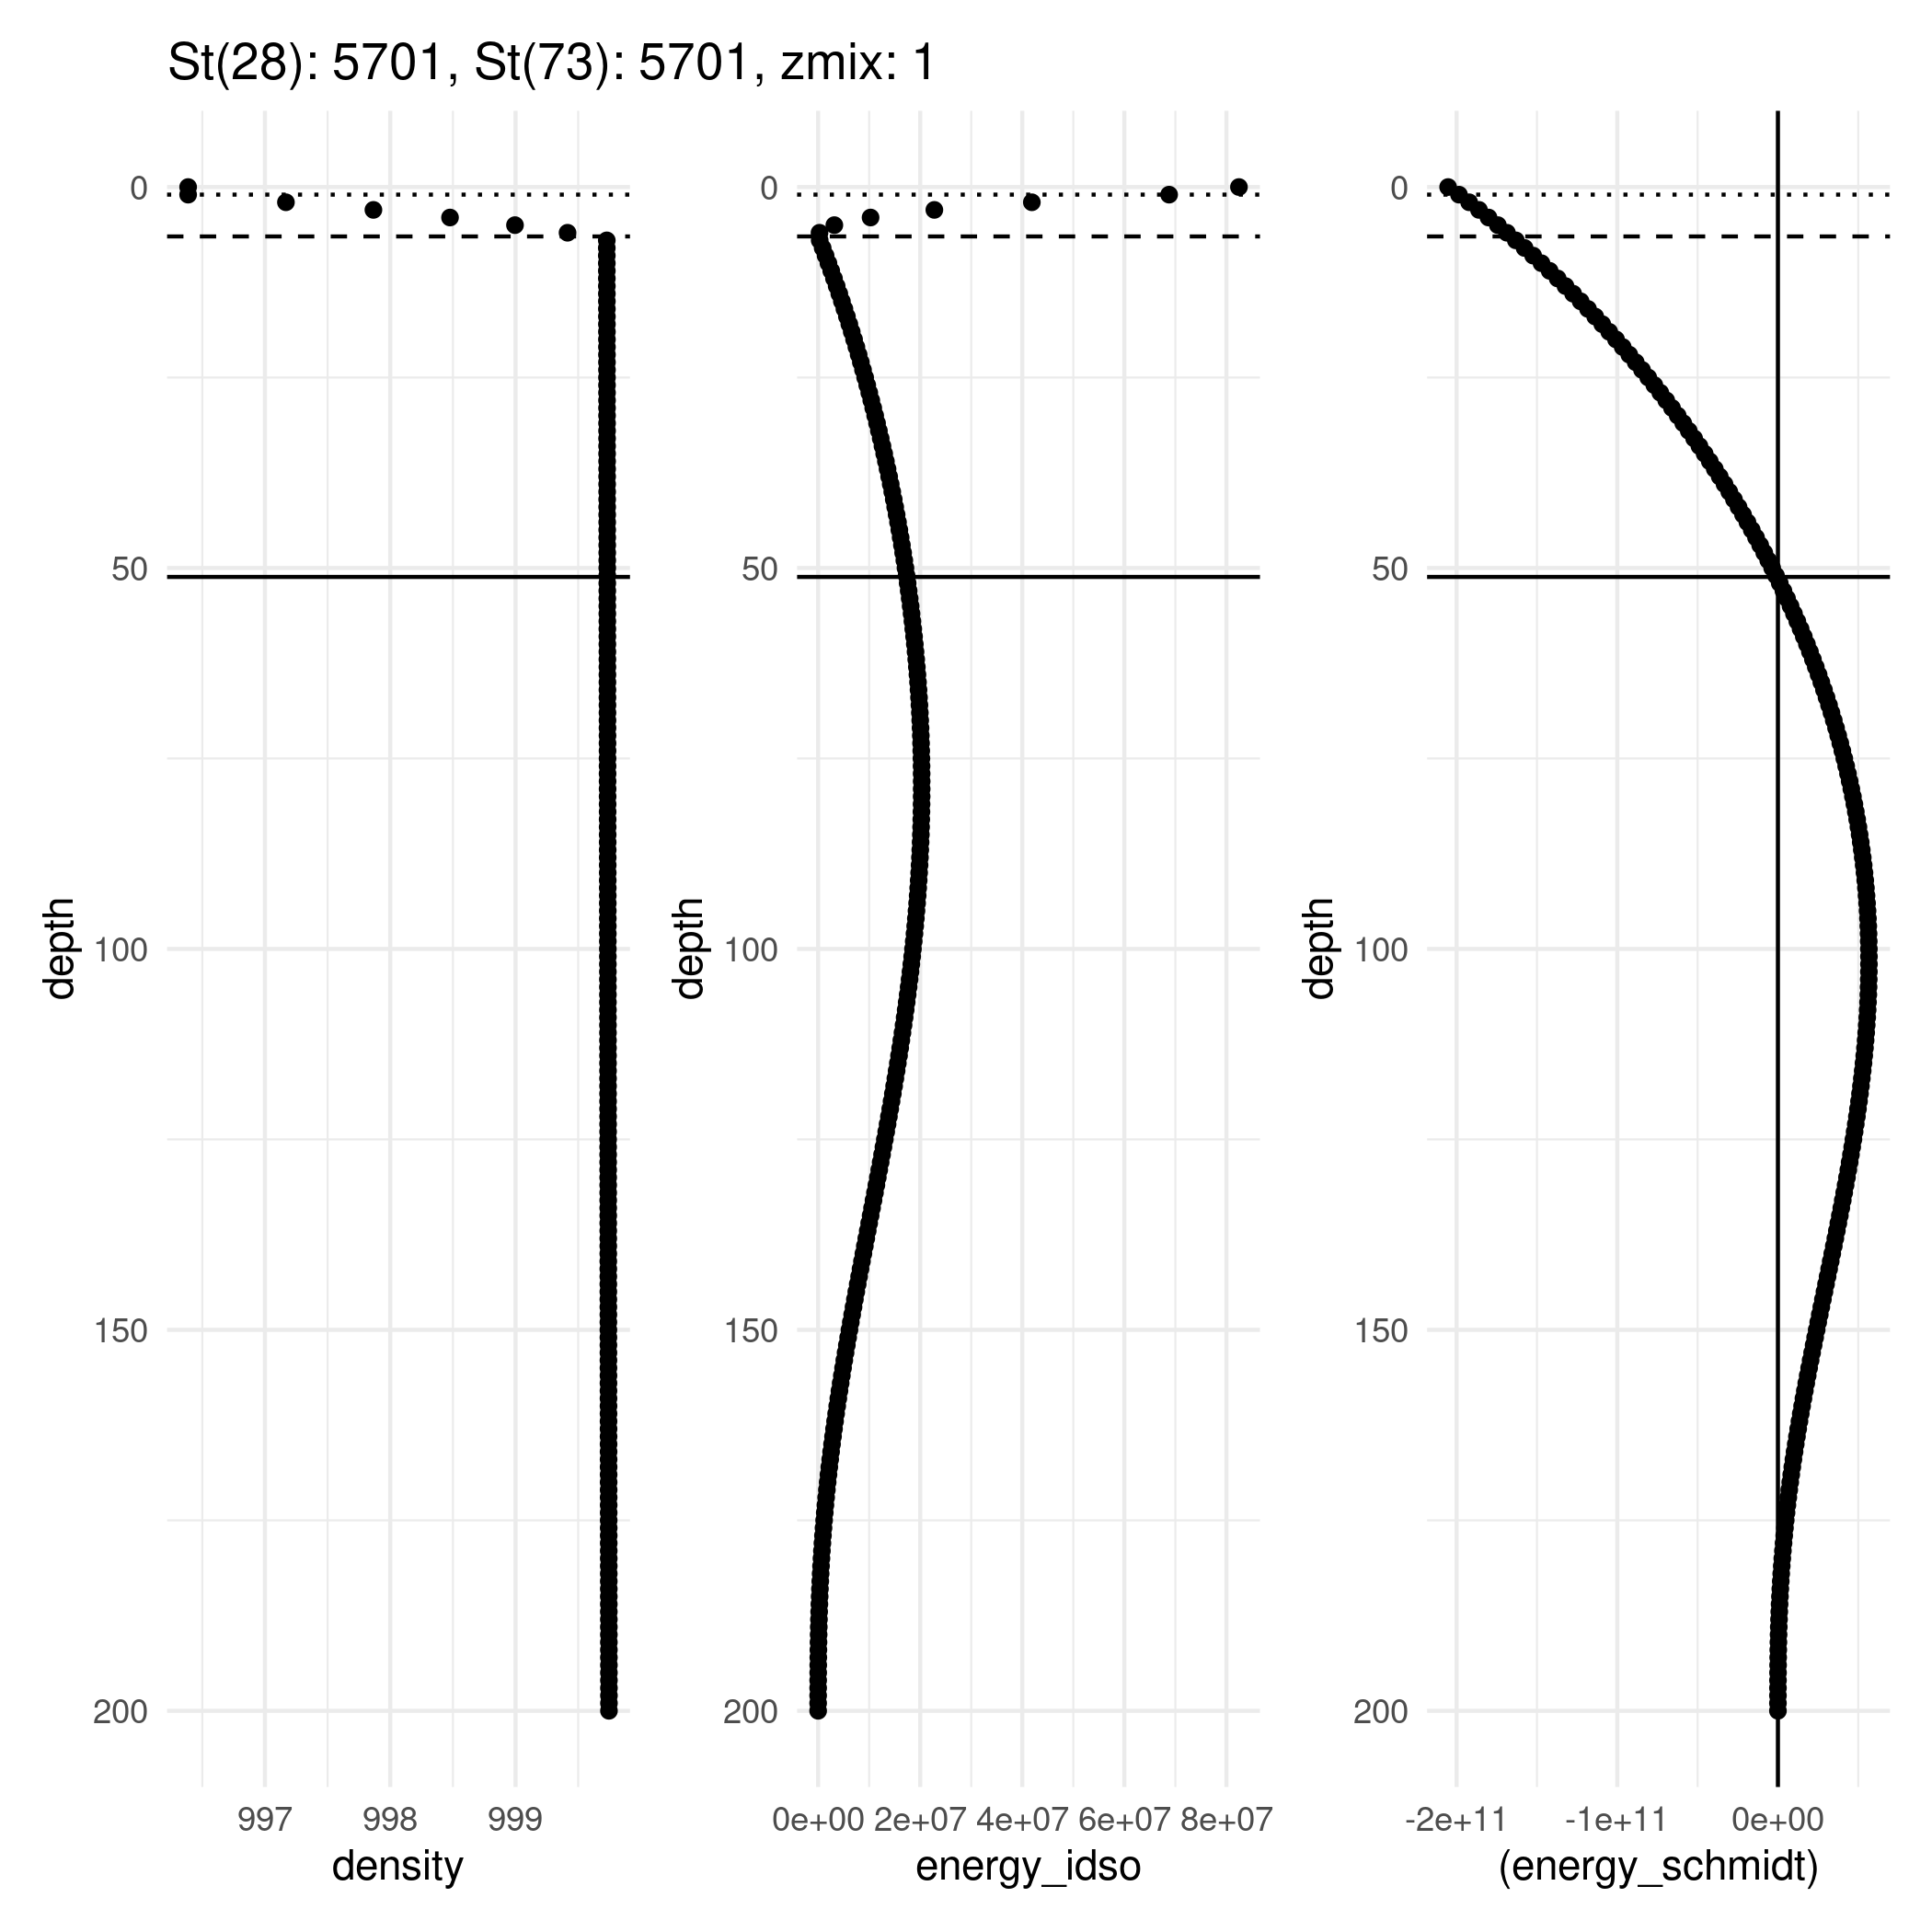 St(28): 5701, St(73): 5701, zmix: 1
depth
0
50
100
150
200
997 998 999
density
depth
0
50
100
150
200
0e+00 2e+07 4e+07 6e+07 8e+07
energy_idso
depth
0
50
100
150
200
-2e+11 -1e+11 0e+00
(energy_schmidt)